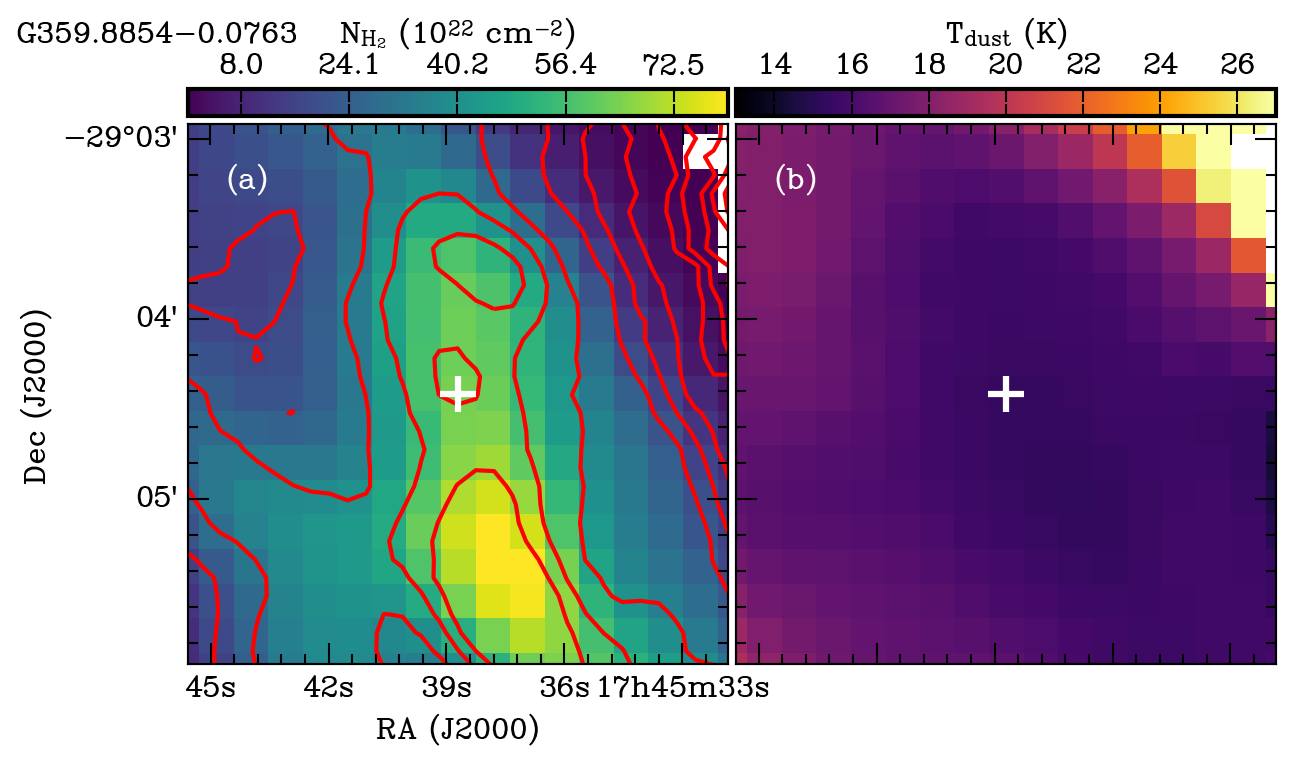 G359.8854−0.0763 N_H₂ (10²² cm⁻²) T_dust (K)
8.0 24.1 40.2 56.4 72.5 14 16 18 20 22 24 26
−29°03'
(a) (b)
04'
05'
Dec (J2000)
45s 42s 39s 36s 17h45m33s
RA (J2000)